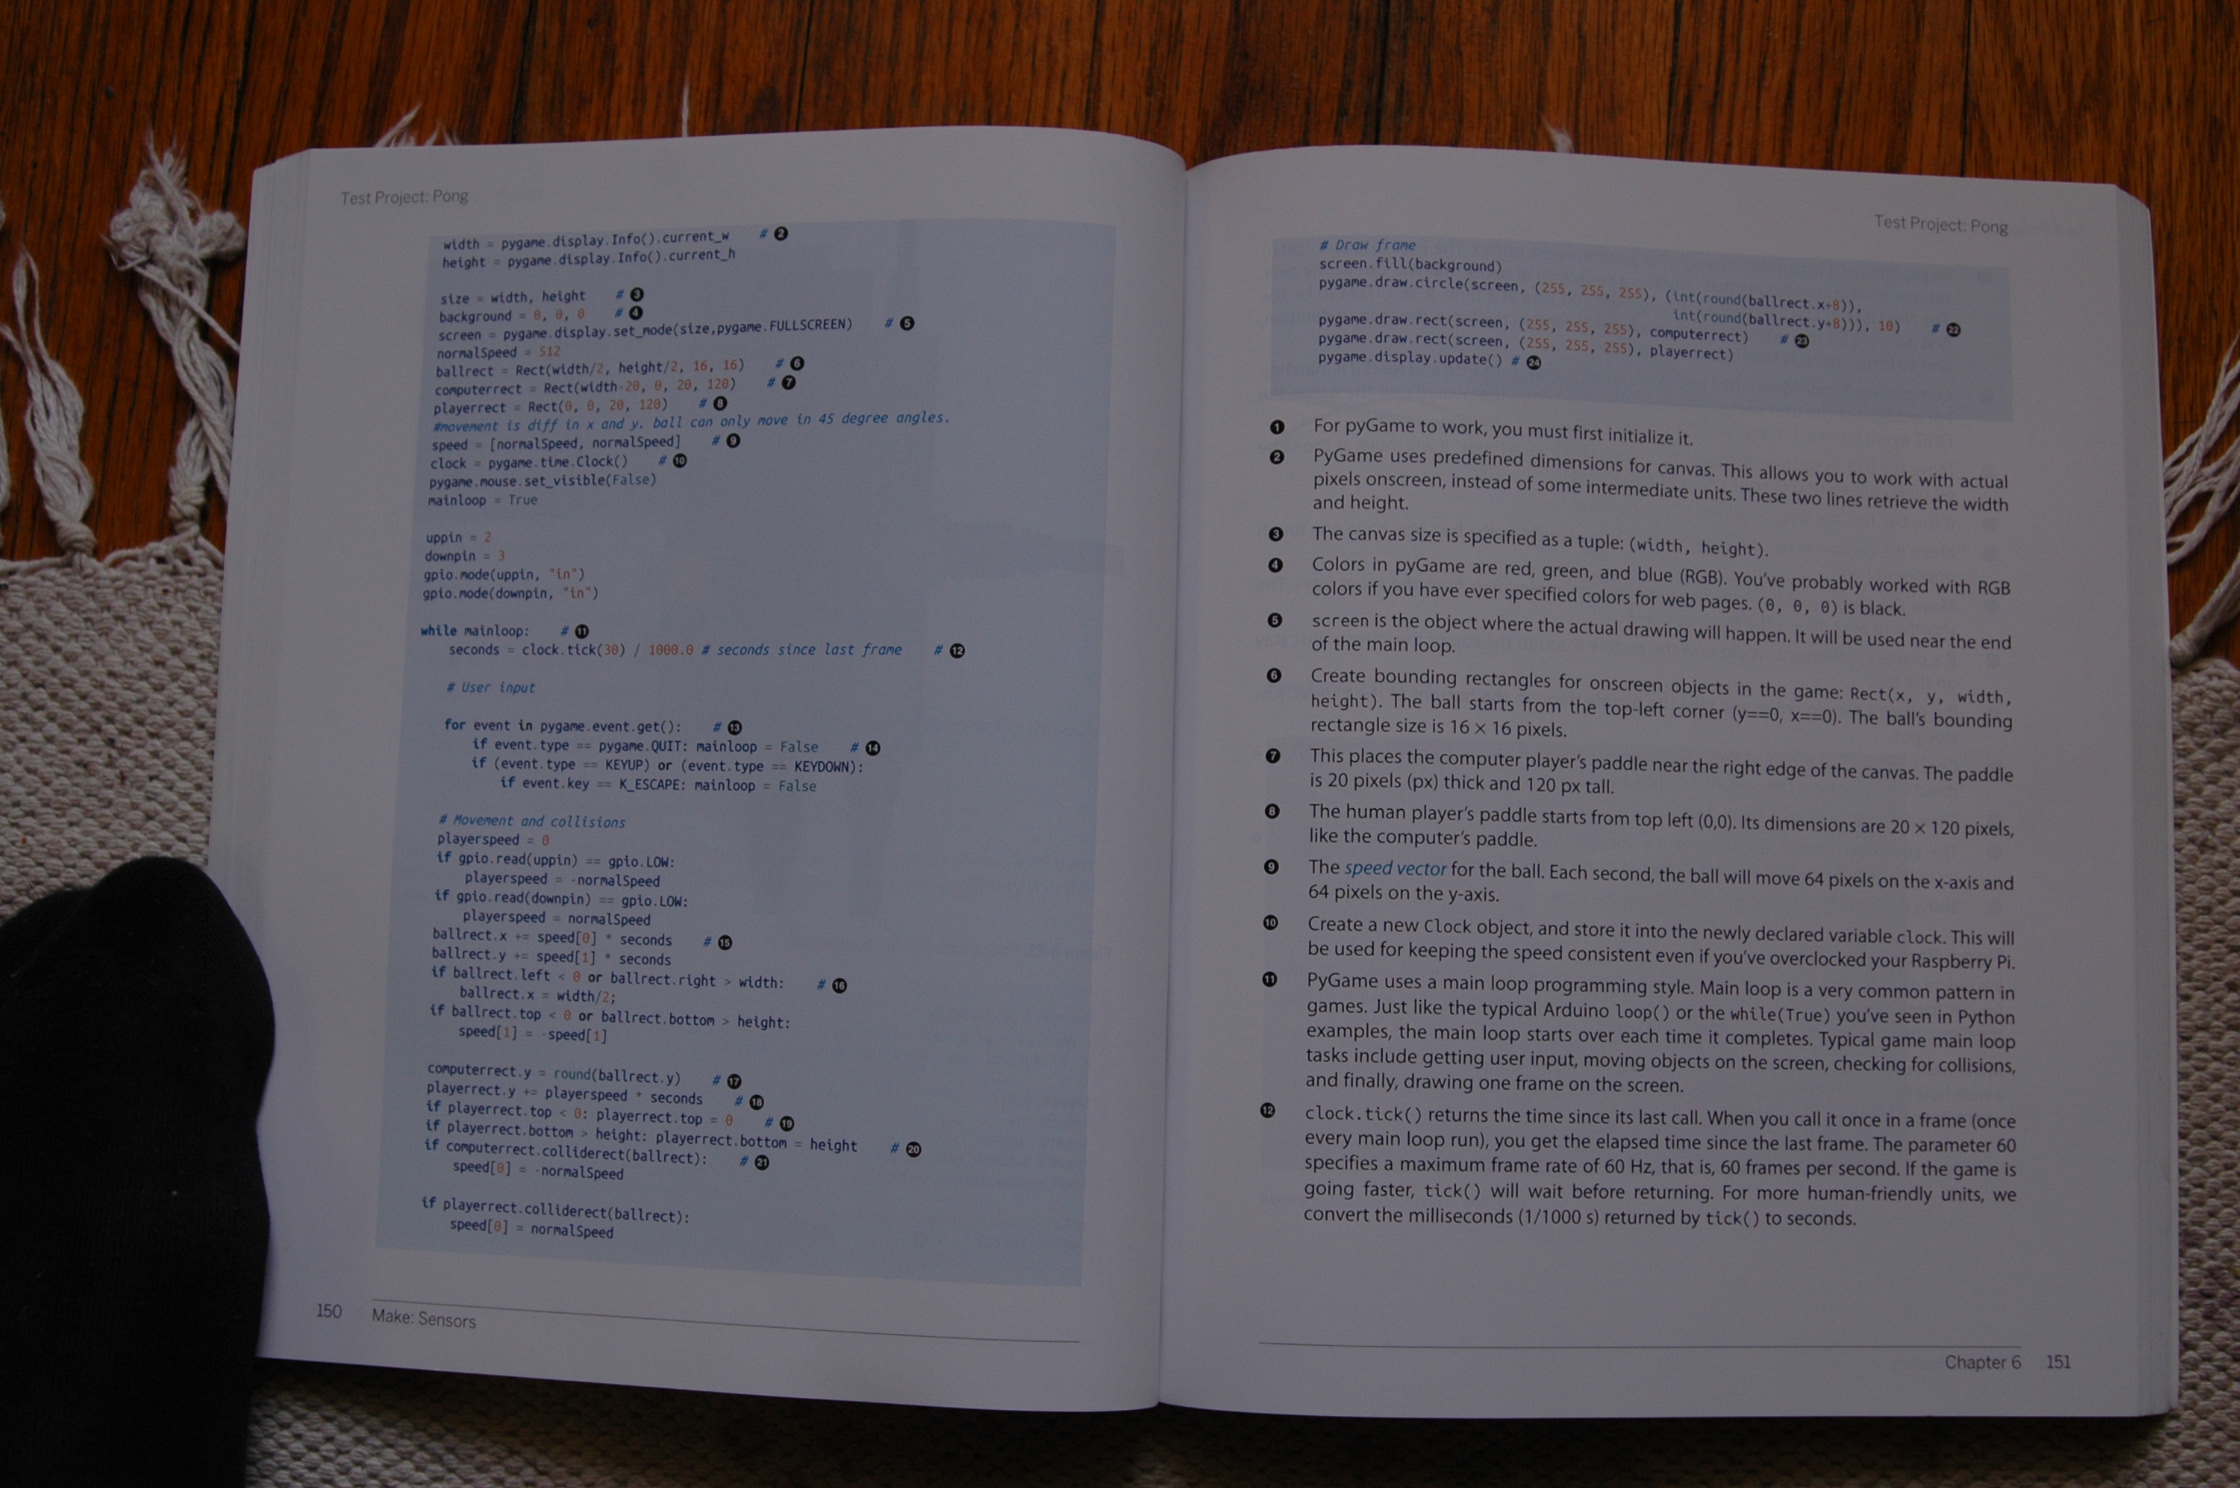 Test Project: Pong
width = pygame.display.Info().current_w # 2
height = pygame.display.Info().current_h
size = width, height # 3
background = 0, 0, 0 # 4
screen = pygame.display.set_mode(size,pygame.FULLSCREEN) # 5
normalSpeed = 512
ballrect = Rect(width/2, height/2, 16, 16) # 6
computerrect = Rect(width-20, 0, 20, 120) # 7
playerrect = Rect(0, 0, 20, 120) # 8
#movement is diff in x and y. ball can only move in 45 degree angles.
speed = [normalSpeed, normalSpeed] # 9
clock = pygame.time.Clock() # 10
pygame.mouse.set_visible(False)
mainloop = True
uppin = 2
downpin = 3
gpio.mode(uppin, "in")
gpio.mode(downpin, "in")
while mainloop: # 11
seconds = clock.tick(30) / 1000.0 # seconds since last frame # 12
# User input
for event in pygame.event.get(): # 13
if event.type == pygame.QUIT: mainloop = False # 14
if (event.type == KEYUP) or (event.type == KEYDOWN):
if event.key == K_ESCAPE: mainloop = False
# Movement and collisions
playerspeed = 0
if gpio.read(uppin) == gpio.LOW:
playerspeed = -normalSpeed
if gpio.read(downpin) == gpio.LOW:
playerspeed = normalSpeed
ballrect.x += speed[0] * seconds # 15
ballrect.y += speed[1] * seconds
if ballrect.left < 0 or ballrect.right > width: # 16
ballrect.x = width/2;
if ballrect.top < 0 or ballrect.bottom > height:
speed[1] = -speed[1]
computerrect.y = round(ballrect.y) # 17
playerrect.y += playerspeed * seconds # 18
if playerrect.top < 0: playerrect.top = 0 # 19
if playerrect.bottom > height: playerrect.bottom = height # 20
if computerrect.colliderect(ballrect): # 21
speed[0] = -normalSpeed
if playerrect.colliderect(ballrect):
speed[0] = normalSpeed
150 Make: Sensors
Test Project: Pong
# Draw frame
screen.fill(background)
pygame.draw.circle(screen, (255, 255, 255), (int(round(ballrect.x+8)),
int(round(ballrect.y+8))), 10) # 22
pygame.draw.rect(screen, (255, 255, 255), computerrect) # 23
pygame.draw.rect(screen, (255, 255, 255), playerrect)
pygame.display.update() # 24
1 For pyGame to work, you must first initialize it.
2 PyGame uses predefined dimensions for canvas. This allows you to work with actual
pixels onscreen, instead of some intermediate units. These two lines retrieve the width
and height.
3 The canvas size is specified as a tuple: (width, height).
4 Colors in pyGame are red, green, and blue (RGB). You've probably worked with RGB
colors if you have ever specified colors for web pages. (0, 0, 0) is black.
5 screen is the object where the actual drawing will happen. It will be used near the end
of the main loop.
6 Create bounding rectangles for onscreen objects in the game: Rect(x, y, width,
height). The ball starts from the top-left corner (y==0, x==0). The ball's bounding
rectangle size is 16 × 16 pixels.
7 This places the computer player's paddle near the right edge of the canvas. The paddle
is 20 pixels (px) thick and 120 px tall.
8 The human player's paddle starts from top left (0,0). Its dimensions are 20 × 120 pixels,
like the computer's paddle.
9 The speed vector for the ball. Each second, the ball will move 64 pixels on the x-axis and
64 pixels on the y-axis.
10 Create a new Clock object, and store it into the newly declared variable clock. This will
be used for keeping the speed consistent even if you've overclocked your Raspberry Pi.
11 PyGame uses a main loop programming style. Main loop is a very common pattern in
games. Just like the typical Arduino loop() or the while(True) you've seen in Python
examples, the main loop starts over each time it completes. Typical game main loop
tasks include getting user input, moving objects on the screen, checking for collisions,
and finally, drawing one frame on the screen.
12 clock.tick() returns the time since its last call. When you call it once in a frame (once
every main loop run), you get the elapsed time since the last frame. The parameter 60
specifies a maximum frame rate of 60 Hz, that is, 60 frames per second. If the game is
going faster, tick() will wait before returning. For more human-friendly units, we
convert the milliseconds (1/1000 s) returned by tick() to seconds.
Chapter 6 151